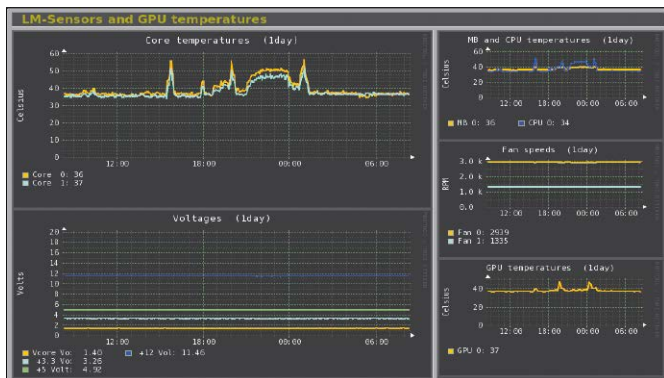 LM-Sensors and GPU temperatures
Core temperatures (1day)
Celsius
60
50
40
30
20
10
0
12:00 18:00 00:00 06:00
Core 0: 36
Core 1: 37
Voltages (1day)
Volts
20
18
16
14
12
10
8
6
4
2
0
12:00 18:00 00:00 06:00
Vcore Vo: 1.40 +12 Vol: 11.46
+3.3 Vo: 3.26
+5 Volt: 4.92
MB and CPU temperatures (1day)
Celsius
60
40
20
0
12:00 18:00 00:00 06:00
MB 0: 36 CPU 0: 34
Fan speeds (1day)
RPM
3.0 k
2.0 k
1.0 k
0.0
12:00 18:00 00:00 06:00
Fan 0: 2939
Fan 1: 1335
GPU temperatures (1day)
Celsius
40
20
0
12:00 18:00 00:00 06:00
GPU 0: 37